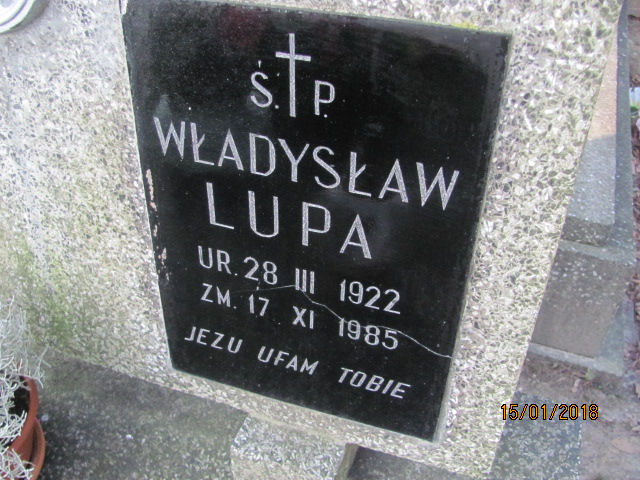 Ś. P.
WŁADYSŁAW
LUPA
UR. 28 III 1922
ZM. 17 XI 1985
JEZU UFAM TOBIE
15/01/2018